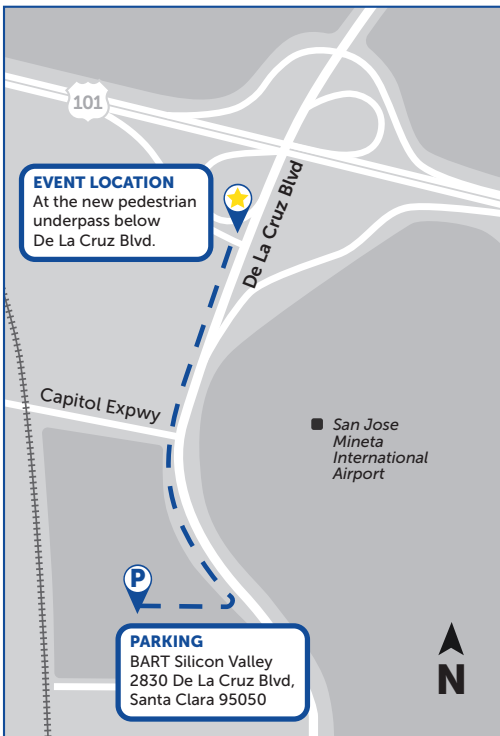 101
EVENT LOCATION
At the new pedestrian
underpass below
De La Cruz Blvd.
De La Cruz Blvd
Capitol Expwy
San Jose
Mineta
International
Airport
P
PARKING
BART Silicon Valley
2830 De La Cruz Blvd,
Santa Clara 95050
N